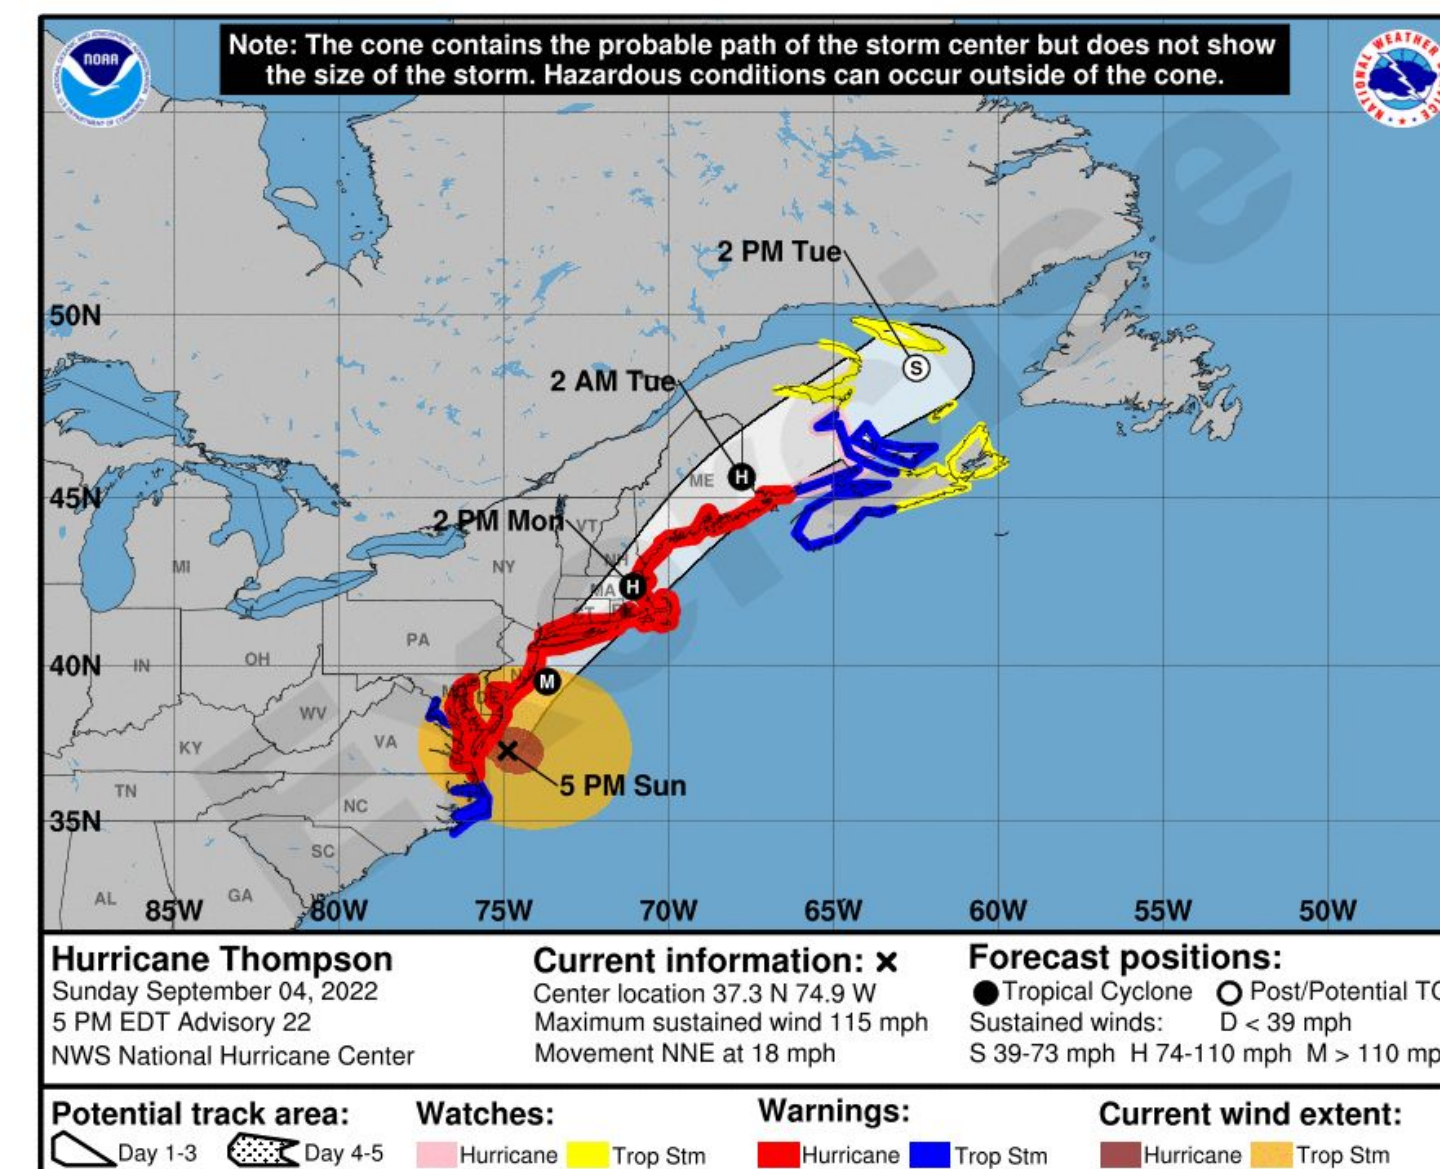 Note: The cone contains the probable path of the storm center but does not show
the size of the storm. Hazardous conditions can occur outside of the cone.
NOAA
NATIONAL WEATHER
Exercise
2 PM Tue
S
50N
2 AM Tue
H
ME
45N
2 PM Mon
VT
NH
NY
MI
H
MA
CT
PA
40N
IN
OH
M
WV
VA
KY
5 PM Sun
TN
NC
35N
SC
AL
GA
85W
80W
75W
70W
65W
60W
55W
50W
Hurricane Thompson
Sunday September 04, 2022
5 PM EDT Advisory 22
NWS National Hurricane Center
Current information: ×
Center location 37.3 N 74.9 W
Maximum sustained wind 115 mph
Movement NNE at 18 mph
Forecast positions:
Tropical Cyclone Post/Potential TC
Sustained winds: D < 39 mph
S 39-73 mph H 74-110 mph M > 110 mp
Potential track area:
Day 1-3 Day 4-5
Watches:
Hurricane Trop Stm
Warnings:
Hurricane Trop Stm
Current wind extent:
Hurricane Trop Stm